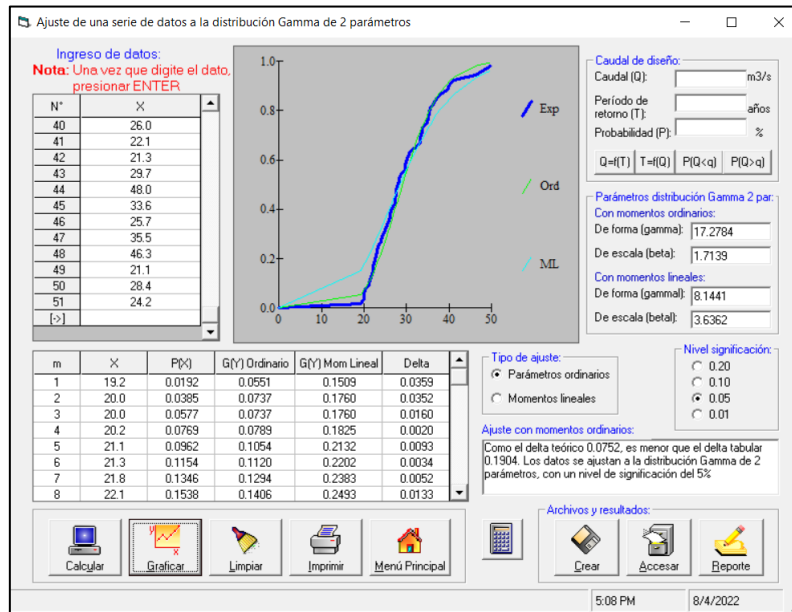 Ajuste de una serie de datos a la distribución Gamma de 2 parámetros
Ingreso de datos:
Nota: Una vez que digite el dato,
presionar ENTER
N° X
40 26.0
41 22.1
42 21.3
43 29.7
44 48.0
45 33.6
46 25.7
47 35.5
48 46.3
49 21.1
50 28.4
51 24.2
[->]
1.0
0.8
0.6
0.4
0.2
0.0
0 10 20 30 40 50
Exp
Ord
ML
Caudal de diseño:
Caudal (Q): m3/s
Período de
retorno (T): años
Probabilidad (P): %
Q=f(T) T=f(Q) P(Q<q) P(Q>q)
Parámetros distribución Gamma 2 par:
Con momentos ordinarios:
De forma (gamma): 17.2784
De escala (beta): 1.7139
Con momentos lineales:
De forma (gammal): 8.1441
De escala (betal): 3.6362
m X P(X) G(Y) Ordinario G(Y) Mom Lineal Delta
1 19.2 0.0192 0.0551 0.1509 0.0359
2 20.0 0.0385 0.0737 0.1760 0.0352
3 20.0 0.0577 0.0737 0.1760 0.0160
4 20.2 0.0769 0.0789 0.1825 0.0020
5 21.1 0.0962 0.1054 0.2132 0.0093
6 21.3 0.1154 0.1120 0.2202 0.0034
7 21.8 0.1346 0.1294 0.2383 0.0052
8 22.1 0.1538 0.1406 0.2493 0.0133
Tipo de ajuste:
Parámetros ordinarios
Momentos lineales
Nivel significación:
0.20
0.10
0.05
0.01
Ajuste con momentos ordinarios:
Como el delta teórico 0.0752, es menor que el delta tabular
0.1904. Los datos se ajustan a la distribución Gamma de 2
parámetros, con un nivel de significación del 5%
Calcular Graficar Limpiar Imprimir Menú Principal
Archivos y resultados:
Crear Accesar Reporte
5:08 PM 8/4/2022